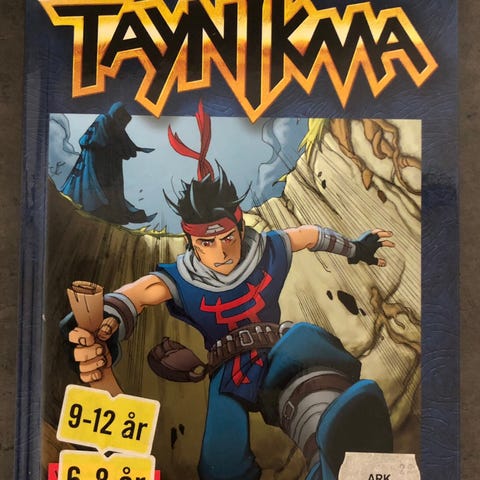 TAYNIKMA
9-12 år
6-8 år
ARK